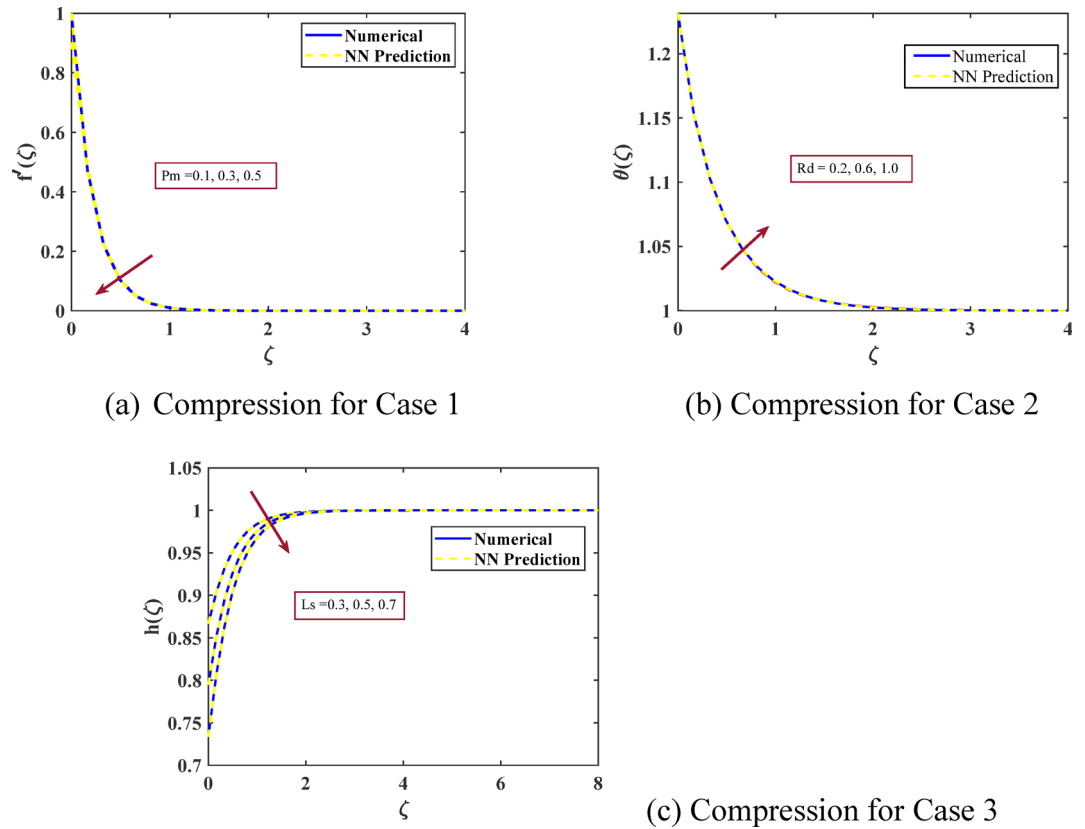 1
0.8
0.6
0.4
0.2
0
f′(ζ)
Numerical
NN Prediction
Pm =0.1, 0.3, 0.5
0 1 2 3 4
ζ
(a) Compression for Case 1
1.2
1.15
1.1
1.05
1
θ(ζ)
Numerical
NN Prediction
Rd = 0.2, 0.6, 1.0
0 1 2 3 4
ζ
(b) Compression for Case 2
1.05
1
0.95
0.9
0.85
0.8
0.75
0.7
h(ζ)
Numerical
NN Prediction
Ls =0.3, 0.5, 0.7
0 2 4 6 8
ζ
(c) Compression for Case 3